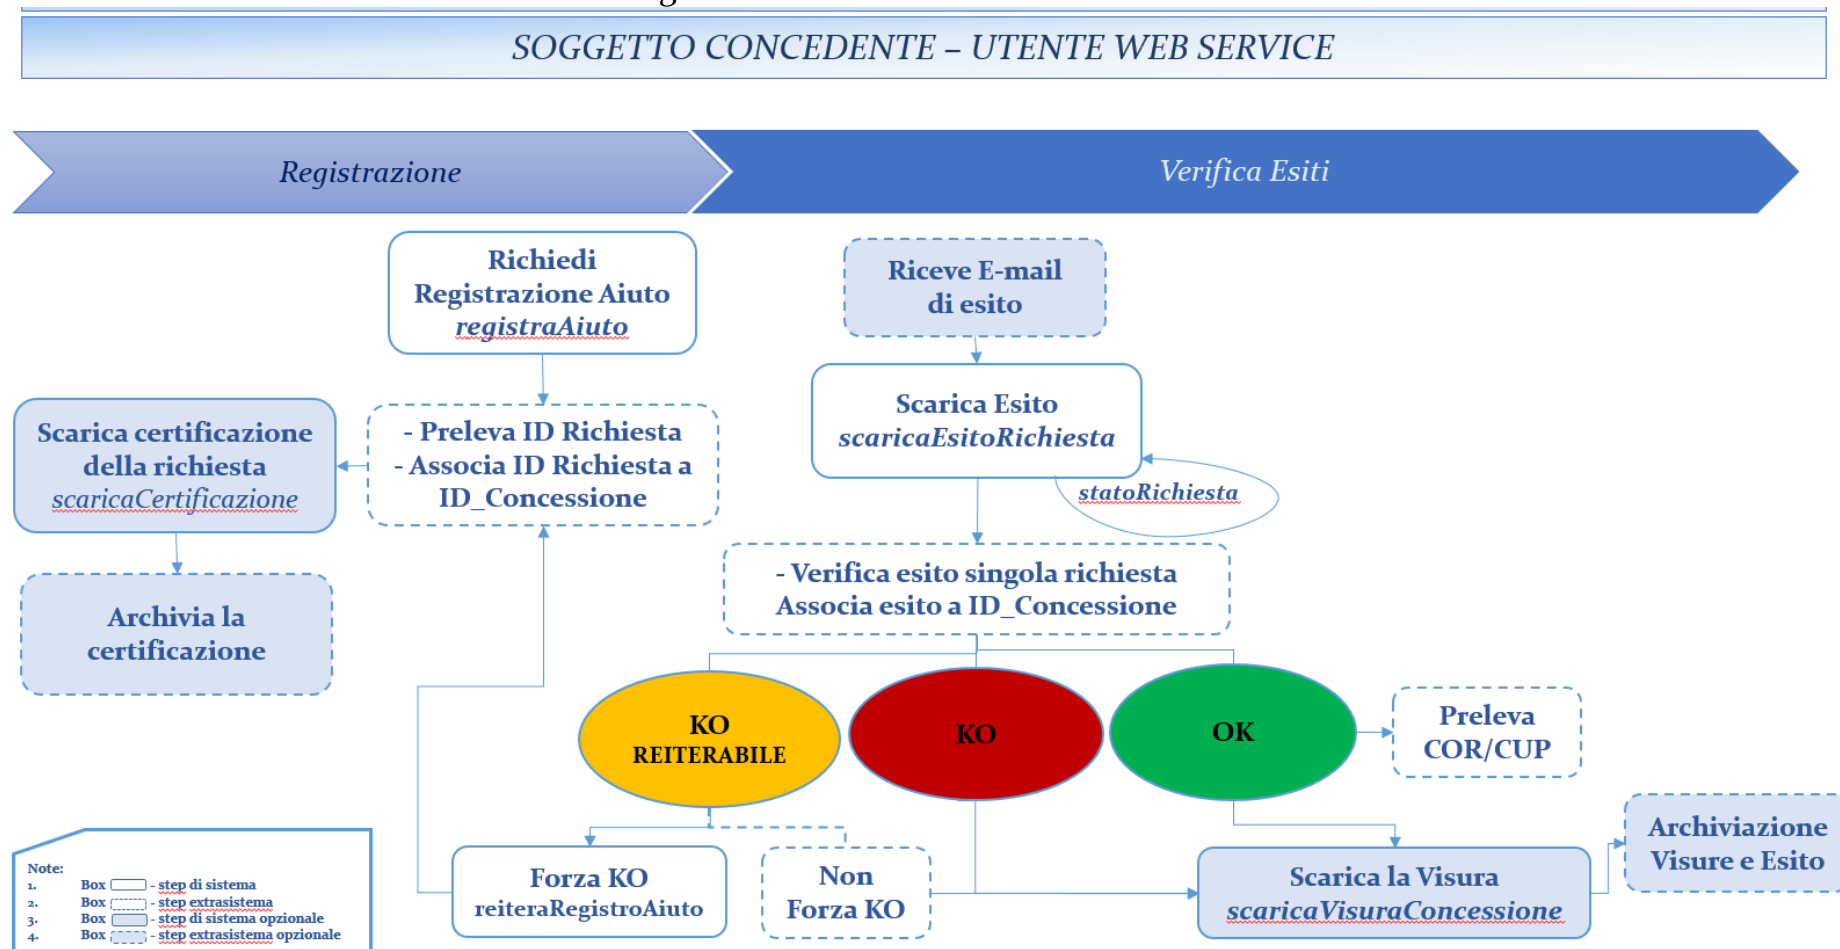 SOGGETTO CONCEDENTE – UTENTE WEB SERVICE
Registrazione
Verifica Esiti
Richiedi
Registrazione Aiuto
registraAiuto
Riceve E-mail
di esito
Scarica certificazione
della richiesta
scaricaCertificazione
- Preleva ID Richiesta
- Associa ID Richiesta a
ID_Concessione
Scarica Esito
scaricaEsitoRichiesta
statoRichiesta
Archivia la
certificazione
- Verifica esito singola richiesta
Associa esito a ID_Concessione
KO
REITERABILE
KO
OK
Preleva
COR/CUP
Forza KO
reiteraRegistroAiuto
Non
Forza KO
Scarica la Visura
scaricaVisuraConcessione
Archiviazione
Visure e Esito
Note:
1. Box - step di sistema
2. Box - step extrasistema
3. Box - step di sistema opzionale
4. Box - step extrasistema opzionale